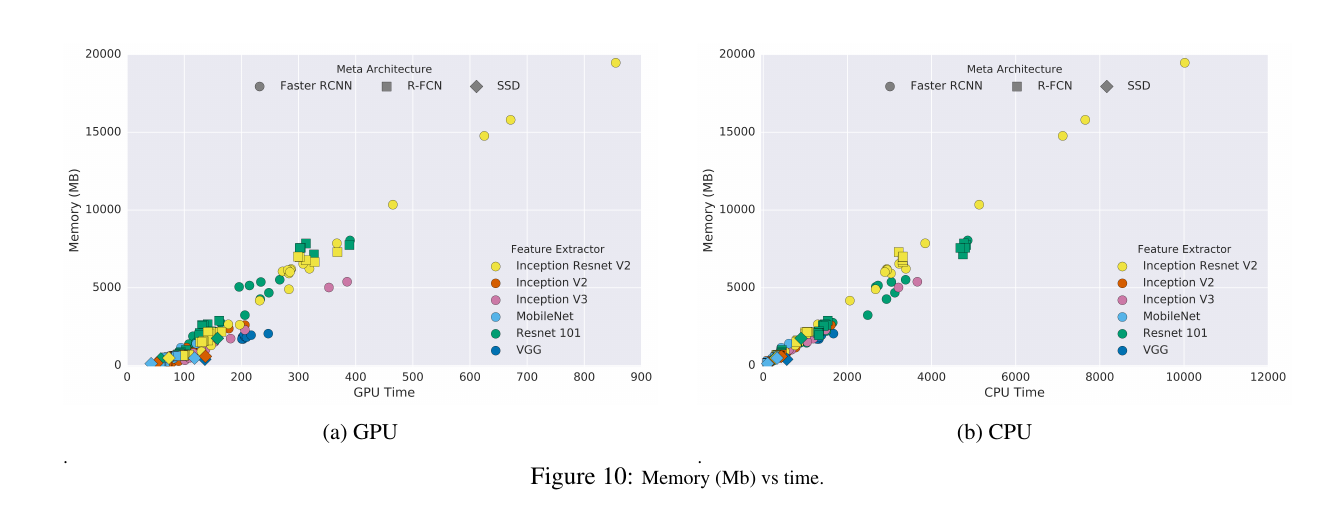 20000
15000
10000
5000
0
Memory (MB)
Meta Architecture
Faster RCNN R-FCN SSD
Feature Extractor
Inception Resnet V2
Inception V2
Inception V3
MobileNet
Resnet 101
VGG
0 100 200 300 400 500 600 700 800 900
GPU Time
(a) GPU
.
20000
15000
10000
5000
0
Memory (MB)
Meta Architecture
Faster RCNN R-FCN SSD
Feature Extractor
Inception Resnet V2
Inception V2
Inception V3
MobileNet
Resnet 101
VGG
0 2000 4000 6000 8000 10000 12000
CPU Time
(b) CPU
.
Figure 10: Memory (Mb) vs time.